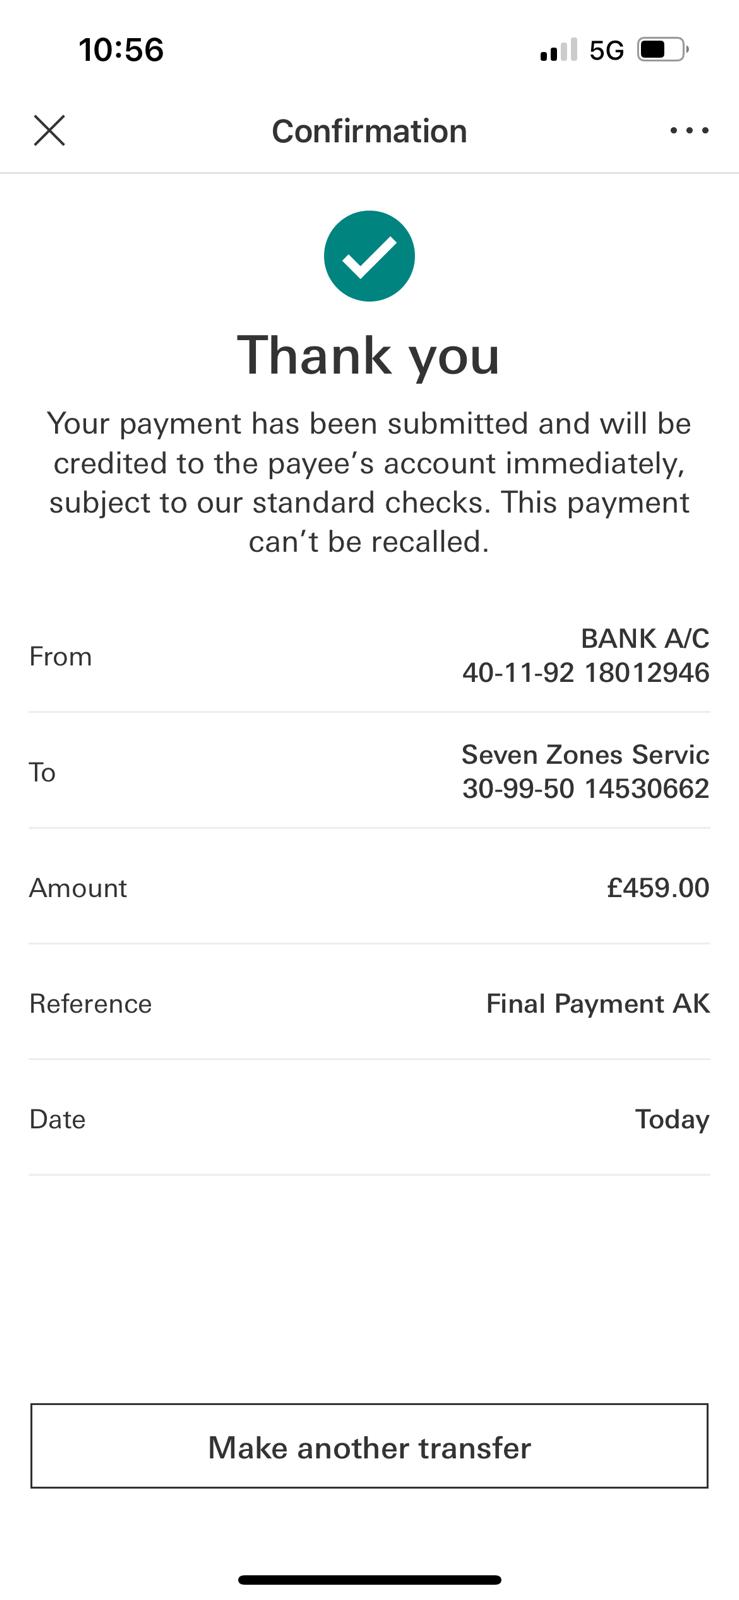 10:56
5G
Confirmation
Thank you
Your payment has been submitted and will be
credited to the payee’s account immediately,
subject to our standard checks. This payment
can’t be recalled.
From
BANK A/C
40-11-92 18012946
To
Seven Zones Servic
30-99-50 14530662
Amount
£459.00
Reference
Final Payment AK
Date
Today
Make another transfer